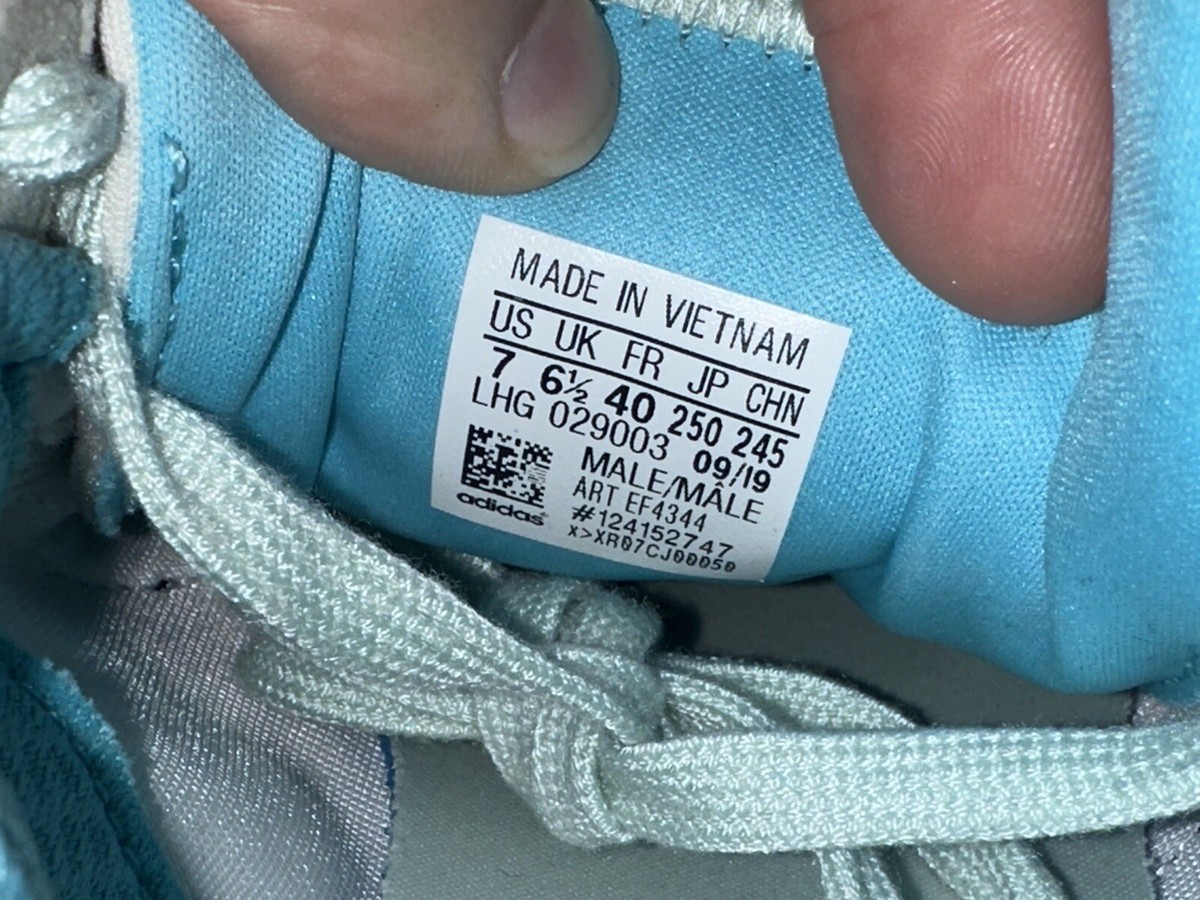 MADE IN VIETNAM
US UK FR JP CHN
7 6½ 40 250 245
LHG 029003 09/19
MALE/MÂLE
ART EF4344
#124152747
X>XR07CJ00050
adidas